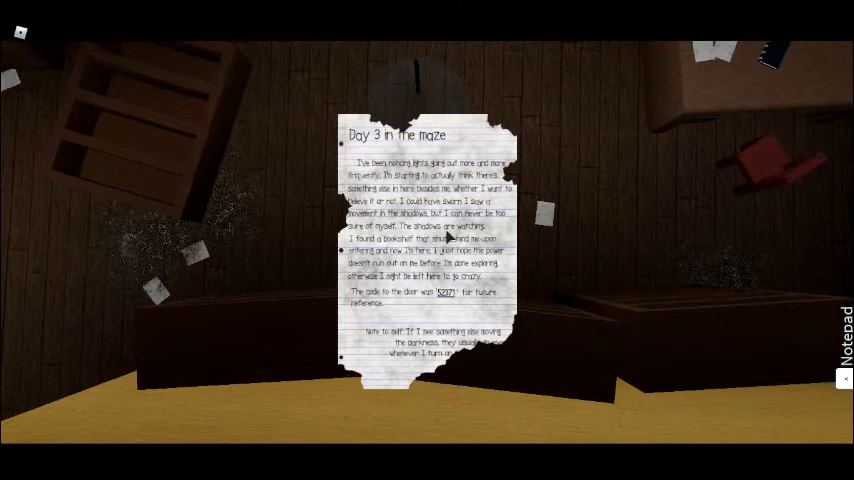 Day 3 in the maze
I've been noticing lights going out more and more
friquently, I'm starting to actually think there's
something else in here besides me, whether I want to
believe it or not, I could have sworn I saw a
movement in the shadows, but I can never be too
sure of myself. The shadows are watching.
I found a bookshelf that shut behind me upon
entering and now I'm here, I just hope the power
doesn't run out on me before I'm done exploring,
otherwise I might be left here to go crazy.
The code to the door was '52371' for future
reference.
Note to self: If I see something else moving
the darkness, they usually go
whenever I turn on
Notepad